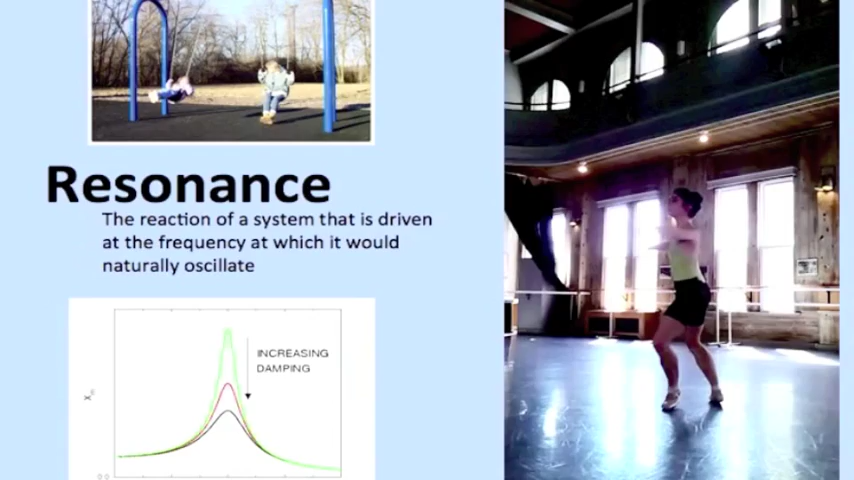 Resonance
The reaction of a system that is driven
at the frequency at which it would
naturally oscillate
INCREASING
DAMPING